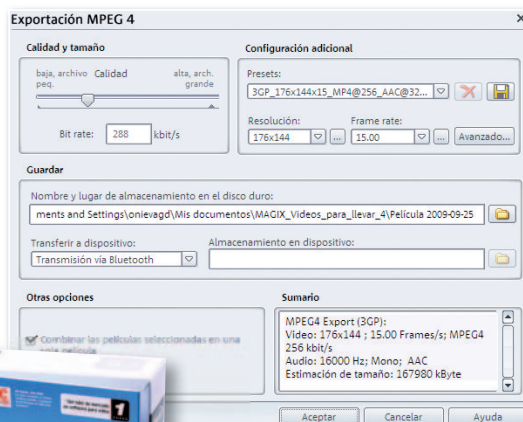 Exportación MPEG 4
Calidad y tamaño
baja, archivo peq.
Calidad
alta, arch. grande
Bit rate: 288 kbit/s
Configuración adicional
Presets:
3GP_176x144x15_MP4@256_AAC@32...
Resolución:
Frame rate:
176x144
...
15.00
...
Avanzado...
Guardar
Nombre y lugar de almacenamiento en el disco duro:
ments and Settings\onievagd\Mis documentos\MAGIX_Videos_para_llevar_4\Película 2009-09-25
Transferir a dispositivo:
Almacenamiento en dispositivo:
Transmisión vía Bluetooth
Otras opciones
Combinar las películas seleccionadas en una
sola película
Sumario
MPEG4 Export (3GP):
Video: 176x144 ; 15.00 Frames/s; MPEG4
256 kbit/s
Audio: 16000 Hz; Mono; AAC
Estimación de tamaño: 167980 kByte
Aceptar
Cancelar
Ayuda
1